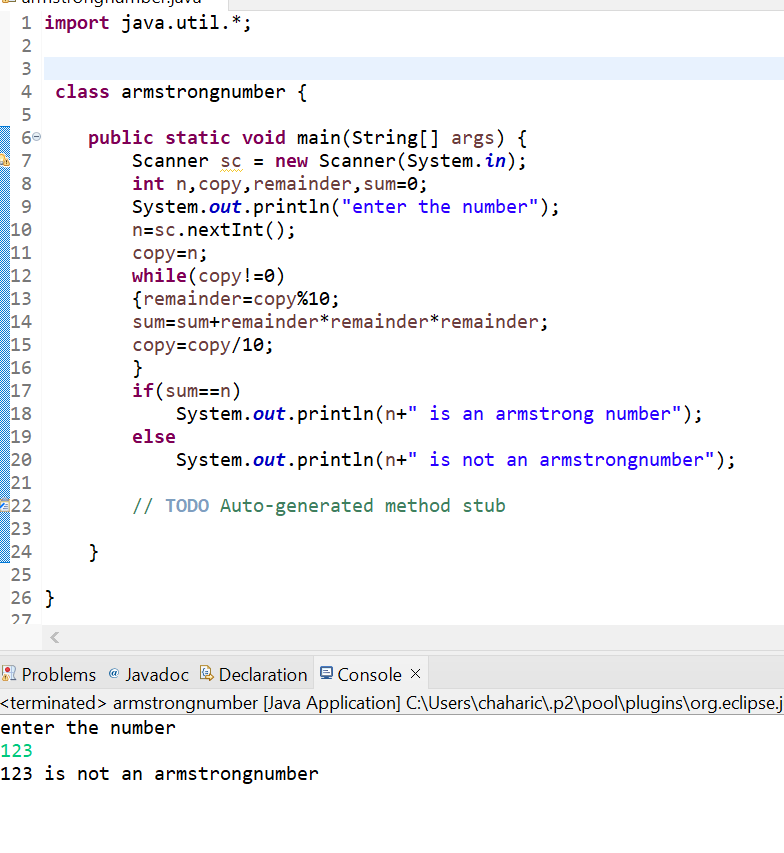 armstrongnumber.java
1 import java.util.*;
2
3
4 class armstrongnumber {
5
6 public static void main(String[] args) {
7 Scanner sc = new Scanner(System.in);
8 int n,copy,remainder,sum=0;
9 System.out.println("enter the number");
10 n=sc.nextInt();
11 copy=n;
12 while(copy!=0)
13 {remainder=copy%10;
14 sum=sum+remainder*remainder*remainder;
15 copy=copy/10;
16 }
17 if(sum==n)
18 System.out.println(n+" is an armstrong number");
19 else
20 System.out.println(n+" is not an armstrongnumber");
21
22 // TODO Auto-generated method stub
23
24 }
25
26 }
27
Problems @ Javadoc Declaration Console
<terminated> armstrongnumber [Java Application] C:\Users\chaharic\.p2\pool\plugins\org.eclipse.j
enter the number
123
123 is not an armstrongnumber